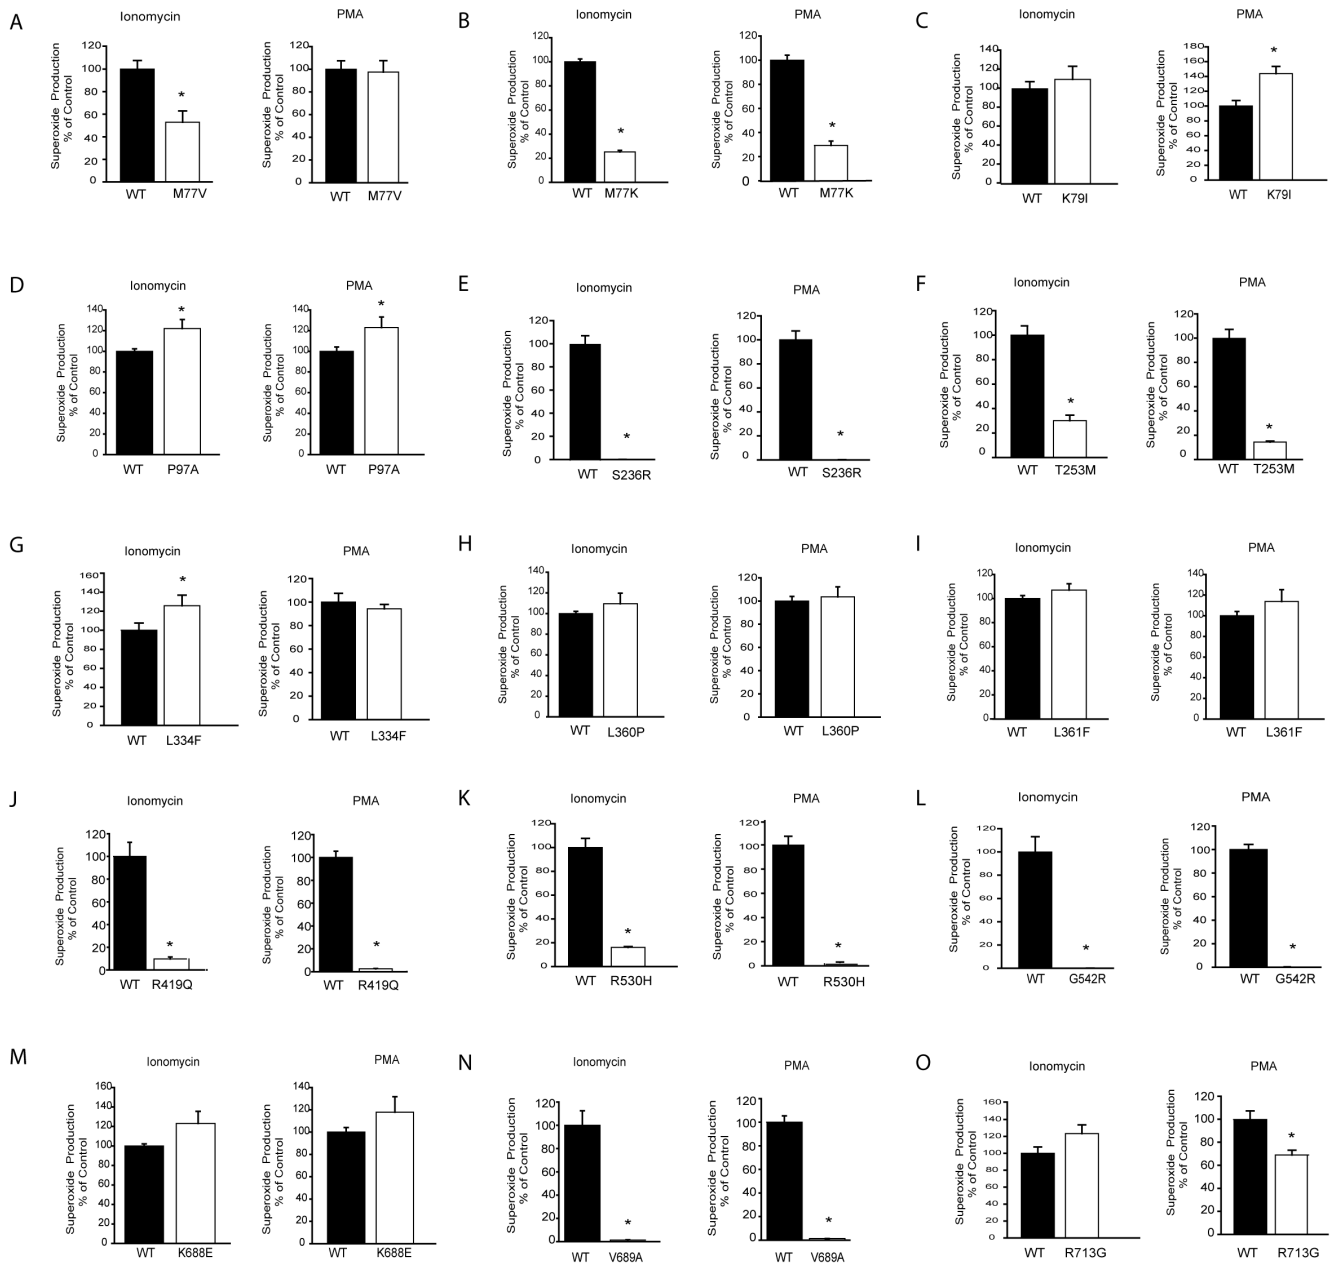 A
Ionomycin
Superoxide Production
% of Control
120
100
80
60
40
20
0
*
WT M77V
PMA
Superoxide Production
% of Control
120
100
80
60
40
20
0
WT M77V
B
Ionomycin
Superoxide Production
% of Control
120
100
80
60
40
20
0
*
WT M77K
PMA
Superoxide Production
% of Control
120
100
80
60
40
20
0
*
WT M77K
C
Ionomycin
Superoxide Production
% of Control
140
120
100
80
60
40
20
0
WT K79I
PMA
Superoxide Production
% of Control
180
140
100
80
60
40
20
0
*
WT K79I
D
Ionomycin
Superoxide Production
% of Control
140
120
100
80
60
40
20
0
*
WT P97A
PMA
Superoxide Production
% of Control
140
120
100
80
60
40
20
0
*
WT P97A
E
Ionomycin
Superoxide Production
% of Control
120
100
80
60
40
20
0
*
WT S236R
PMA
Superoxide Production
% of Control
120
100
80
60
40
20
0
*
WT S236R
F
Ionomycin
Superoxide Production
% of Control
120
100
80
60
40
20
0
*
WT T253M
PMA
Superoxide Production
% of Control
120
100
80
60
40
20
0
*
WT T253M
G
Ionomycin
Superoxide Production
% of Control
160
140
120
100
80
60
40
20
0
*
WT L334F
PMA
Superoxide Production
% of Control
120
100
80
60
40
20
0
WT L334F
H
Ionomycin
Superoxide Production
% of Control
140
120
100
80
60
40
20
0
WT L360P
PMA
Superoxide Production
% of Control
120
100
80
60
40
20
0
WT L360P
I
Ionomycin
Superoxide Production
% of Control
120
100
80
60
40
20
0
WT L361F
PMA
Superoxide Production
% of Control
140
120
100
80
60
40
20
0
WT L361F
J
Ionomycin
Superoxide Production
% of Control
120
100
80
60
40
20
0
*
WT R419Q
PMA
Superoxide Production
% of Control
120
100
80
60
40
20
0
*
WT R419Q
K
Ionomycin
Superoxide Production
% of Control
120
100
80
60
40
20
0
*
WT R530H
PMA
Superoxide Production
% of Control
120
100
80
60
40
20
0
*
WT R530H
L
Ionomycin
Superoxide Production
% of Control
120
100
80
60
40
20
0
*
WT G542R
PMA
Superoxide Production
% of Control
120
100
80
60
40
20
0
*
WT G542R
M
Ionomycin
Superoxide Production
% of Control
160
140
120
100
80
60
40
20
0
WT K688E
PMA
Superoxide Production
% of Control
140
120
100
80
60
40
20
0
WT K688E
N
Ionomycin
Superoxide Production
% of Control
120
100
80
60
40
20
0
*
WT V689A
PMA
Superoxide Production
% of Control
120
100
80
60
40
20
0
*
WT V689A
O
Ionomycin
Superoxide Production
% of Control
160
140
120
100
80
60
40
20
0
WT R713G
PMA
Superoxide Production
% of Control
120
100
80
60
40
20
0
*
WT R713G